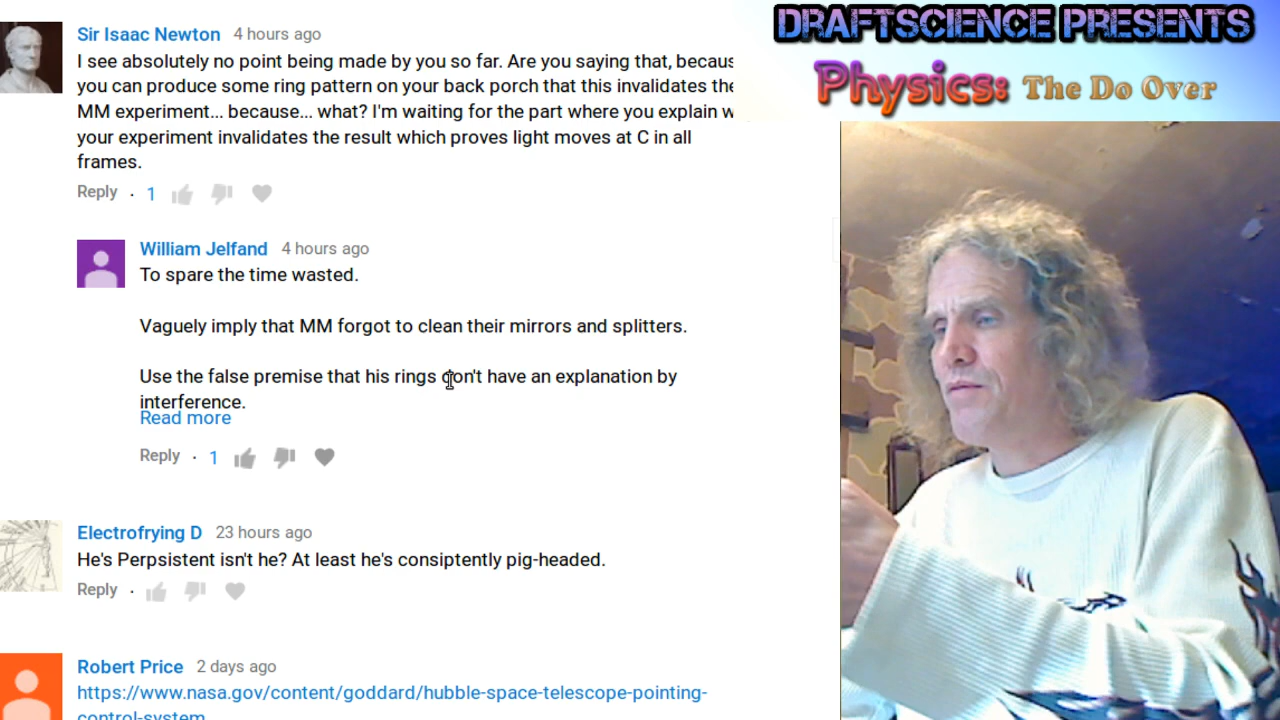 DRAFTSCIENCE PRESENTS
Physics: The Do Over
Sir Isaac Newton 4 hours ago
I see absolutely no point being made by you so far. Are you saying that, becaus
you can produce some ring pattern on your back porch that this invalidates the
MM experiment... because... what? I'm waiting for the part where you explain w
your experiment invalidates the result which proves light moves at C in all
frames.
Reply · 1
William Jelfand 4 hours ago
To spare the time wasted.
Vaguely imply that MM forgot to clean their mirrors and splitters.
Use the false premise that his rings don't have an explanation by
interference.
Read more
Reply · 1
Electrofrying D 23 hours ago
He's Perpsistent isn't he? At least he's consiptently pig-headed.
Reply ·
Robert Price 2 days ago
https://www.nasa.gov/content/goddard/hubble-space-telescope-pointing-
control-system